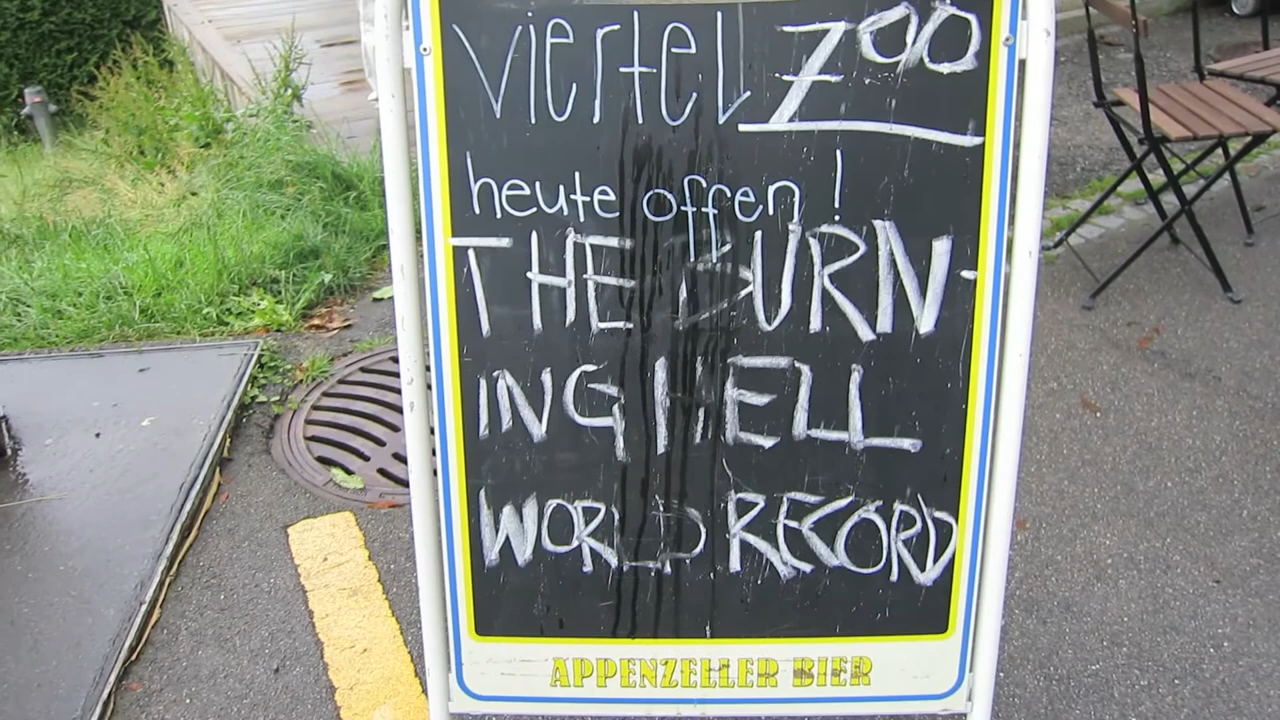 viertel zoo
heute offen!
THE BURN-
ING HELL
WORLD RECORD
APPENZELLER BIER